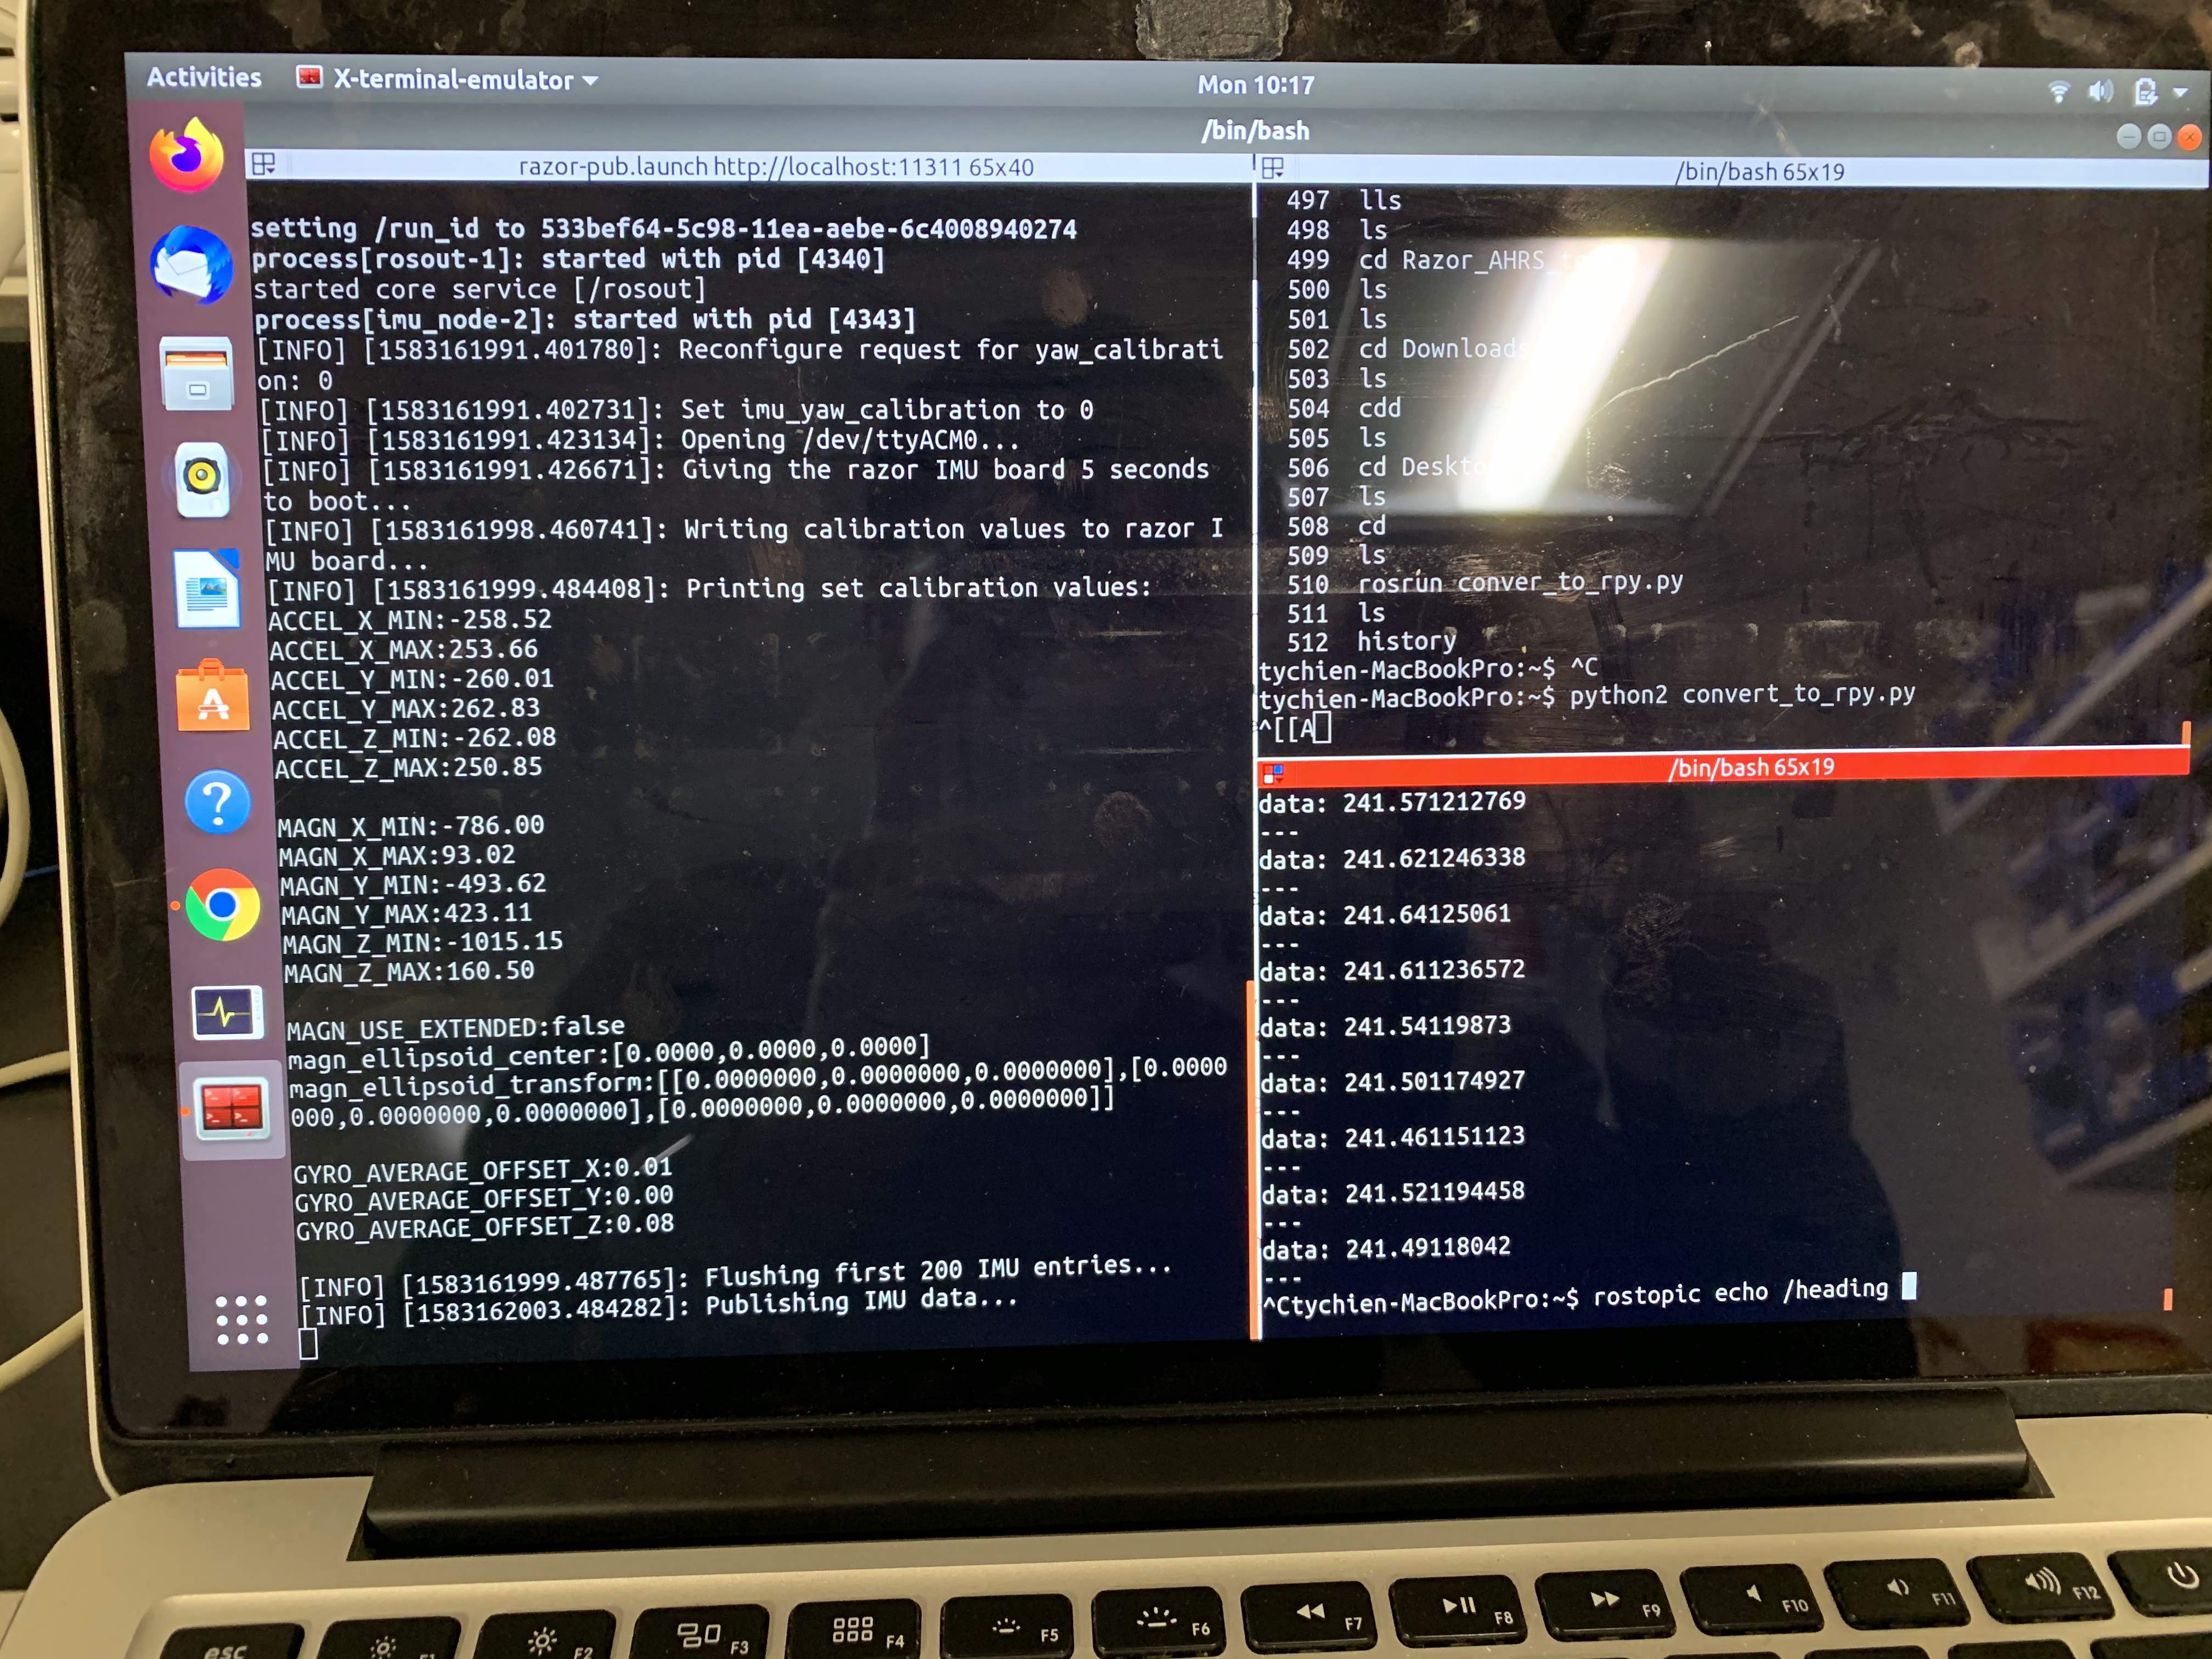 Activities
X-terminal-emulator
Mon 10:17
/bin/bash
razor-pub.launch http://localhost:11311 65x40
setting /run_id to 533bef64-5c98-11ea-aebe-6c4008940274
process[rosout-1]: started with pid [4340]
started core service [/rosout]
process[imu_node-2]: started with pid [4343]
[INFO] [1583161991.401780]: Reconfigure request for yaw_calibrati
on: 0
[INFO] [1583161991.402731]: Set imu_yaw_calibration to 0
[INFO] [1583161991.423134]: Opening /dev/ttyACM0...
[INFO] [1583161991.426671]: Giving the razor IMU board 5 seconds
to boot...
[INFO] [1583161998.460741]: Writing calibration values to razor I
MU board...
[INFO] [1583161999.484408]: Printing set calibration values:
ACCEL_X_MIN:-258.52
ACCEL_X_MAX:253.66
ACCEL_Y_MIN:-260.01
ACCEL_Y_MAX:262.83
ACCEL_Z_MIN:-262.08
ACCEL_Z_MAX:250.85
MAGN_X_MIN:-786.00
MAGN_X_MAX:93.02
MAGN_Y_MIN:-493.62
MAGN_Y_MAX:423.11
MAGN_Z_MIN:-1015.15
MAGN_Z_MAX:160.50
MAGN_USE_EXTENDED:false
magn_ellipsoid_center:[0.0000,0.0000,0.0000]
magn_ellipsoid_transform:[[0.0000000,0.0000000,0.0000000],[0.0000
000,0.0000000,0.0000000],[0.0000000,0.0000000,0.0000000]]
GYRO_AVERAGE_OFFSET_X:0.01
GYRO_AVERAGE_OFFSET_Y:0.00
GYRO_AVERAGE_OFFSET_Z:0.08
[INFO] [1583161999.487765]: Flushing first 200 IMU entries...
[INFO] [1583162003.484282]: Publishing IMU data...
/bin/bash 65x19
497 lls
498 ls
499 cd
500 ls
501 ls
502 cd Downloads
503 ls
504 cdd
505 ls
506 cd
507 ls
508 cd
509 ls
510 rosrun conver_to_rpy.py
511 ls
512 history
tychien-MacBookPro:~$ ^C
tychien-MacBookPro:~$ python2 convert_to_rpy.py
^[[A
/bin/bash 65x19
data: 241.571212769
---
data: 241.621246338
---
data: 241.64125061
---
data: 241.611236572
---
data: 241.54119873
---
data: 241.501174927
---
data: 241.461151123
---
data: 241.521194458
---
data: 241.49118042
---
^Ctychien-MacBookPro:~$ rostopic echo /heading
esc F1 F2 F3 F4 F5 F6 F7 F8 F9 F10 F11 F12